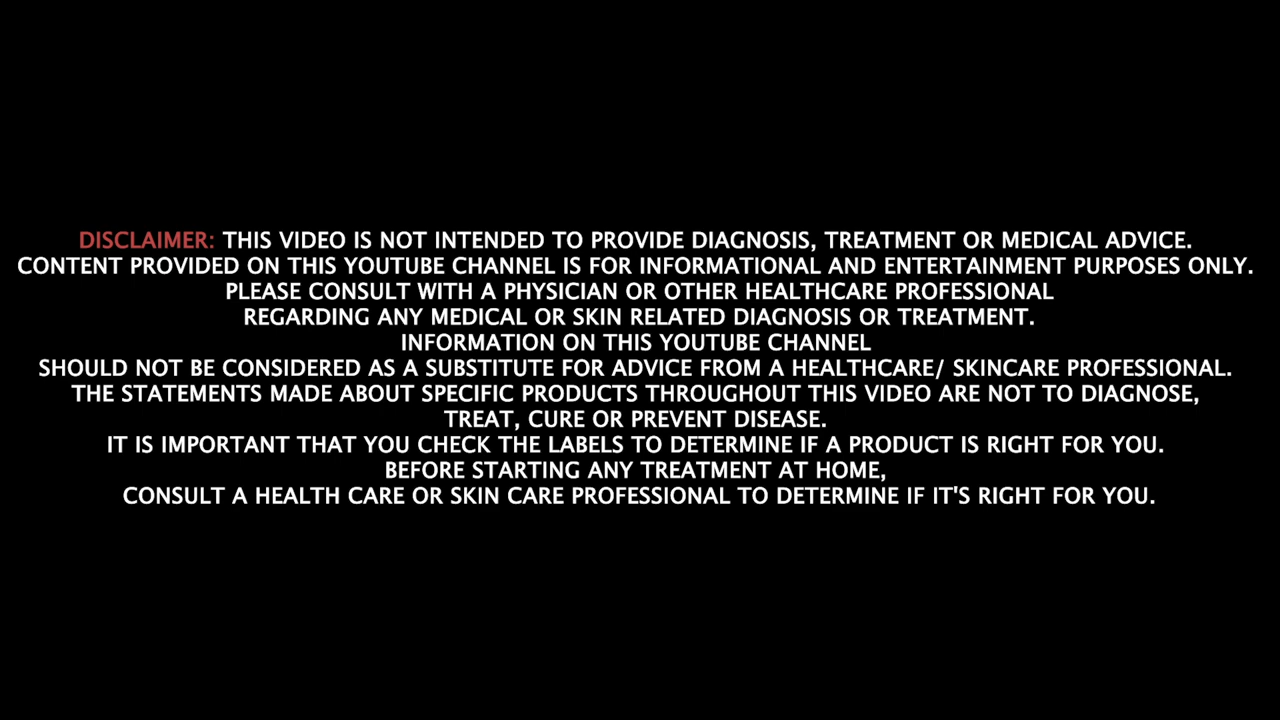 DISCLAIMER: THIS VIDEO IS NOT INTENDED TO PROVIDE DIAGNOSIS, TREATMENT OR MEDICAL ADVICE.
CONTENT PROVIDED ON THIS YOUTUBE CHANNEL IS FOR INFORMATIONAL AND ENTERTAINMENT PURPOSES ONLY.
PLEASE CONSULT WITH A PHYSICIAN OR OTHER HEALTHCARE PROFESSIONAL
REGARDING ANY MEDICAL OR SKIN RELATED DIAGNOSIS OR TREATMENT.
INFORMATION ON THIS YOUTUBE CHANNEL
SHOULD NOT BE CONSIDERED AS A SUBSTITUTE FOR ADVICE FROM A HEALTHCARE/ SKINCARE PROFESSIONAL.
THE STATEMENTS MADE ABOUT SPECIFIC PRODUCTS THROUGHOUT THIS VIDEO ARE NOT TO DIAGNOSE,
TREAT, CURE OR PREVENT DISEASE.
IT IS IMPORTANT THAT YOU CHECK THE LABELS TO DETERMINE IF A PRODUCT IS RIGHT FOR YOU.
BEFORE STARTING ANY TREATMENT AT HOME,
CONSULT A HEALTH CARE OR SKIN CARE PROFESSIONAL TO DETERMINE IF IT'S RIGHT FOR YOU.